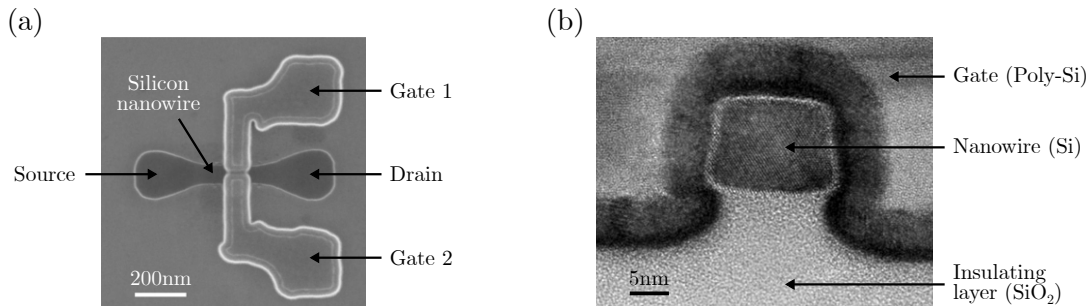 (a)
Silicon
nanowire
Gate 1
Source
Drain
Gate 2
200nm
(b)
Gate (Poly-Si)
Nanowire (Si)
Insulating
layer (SiO₂)
5nm